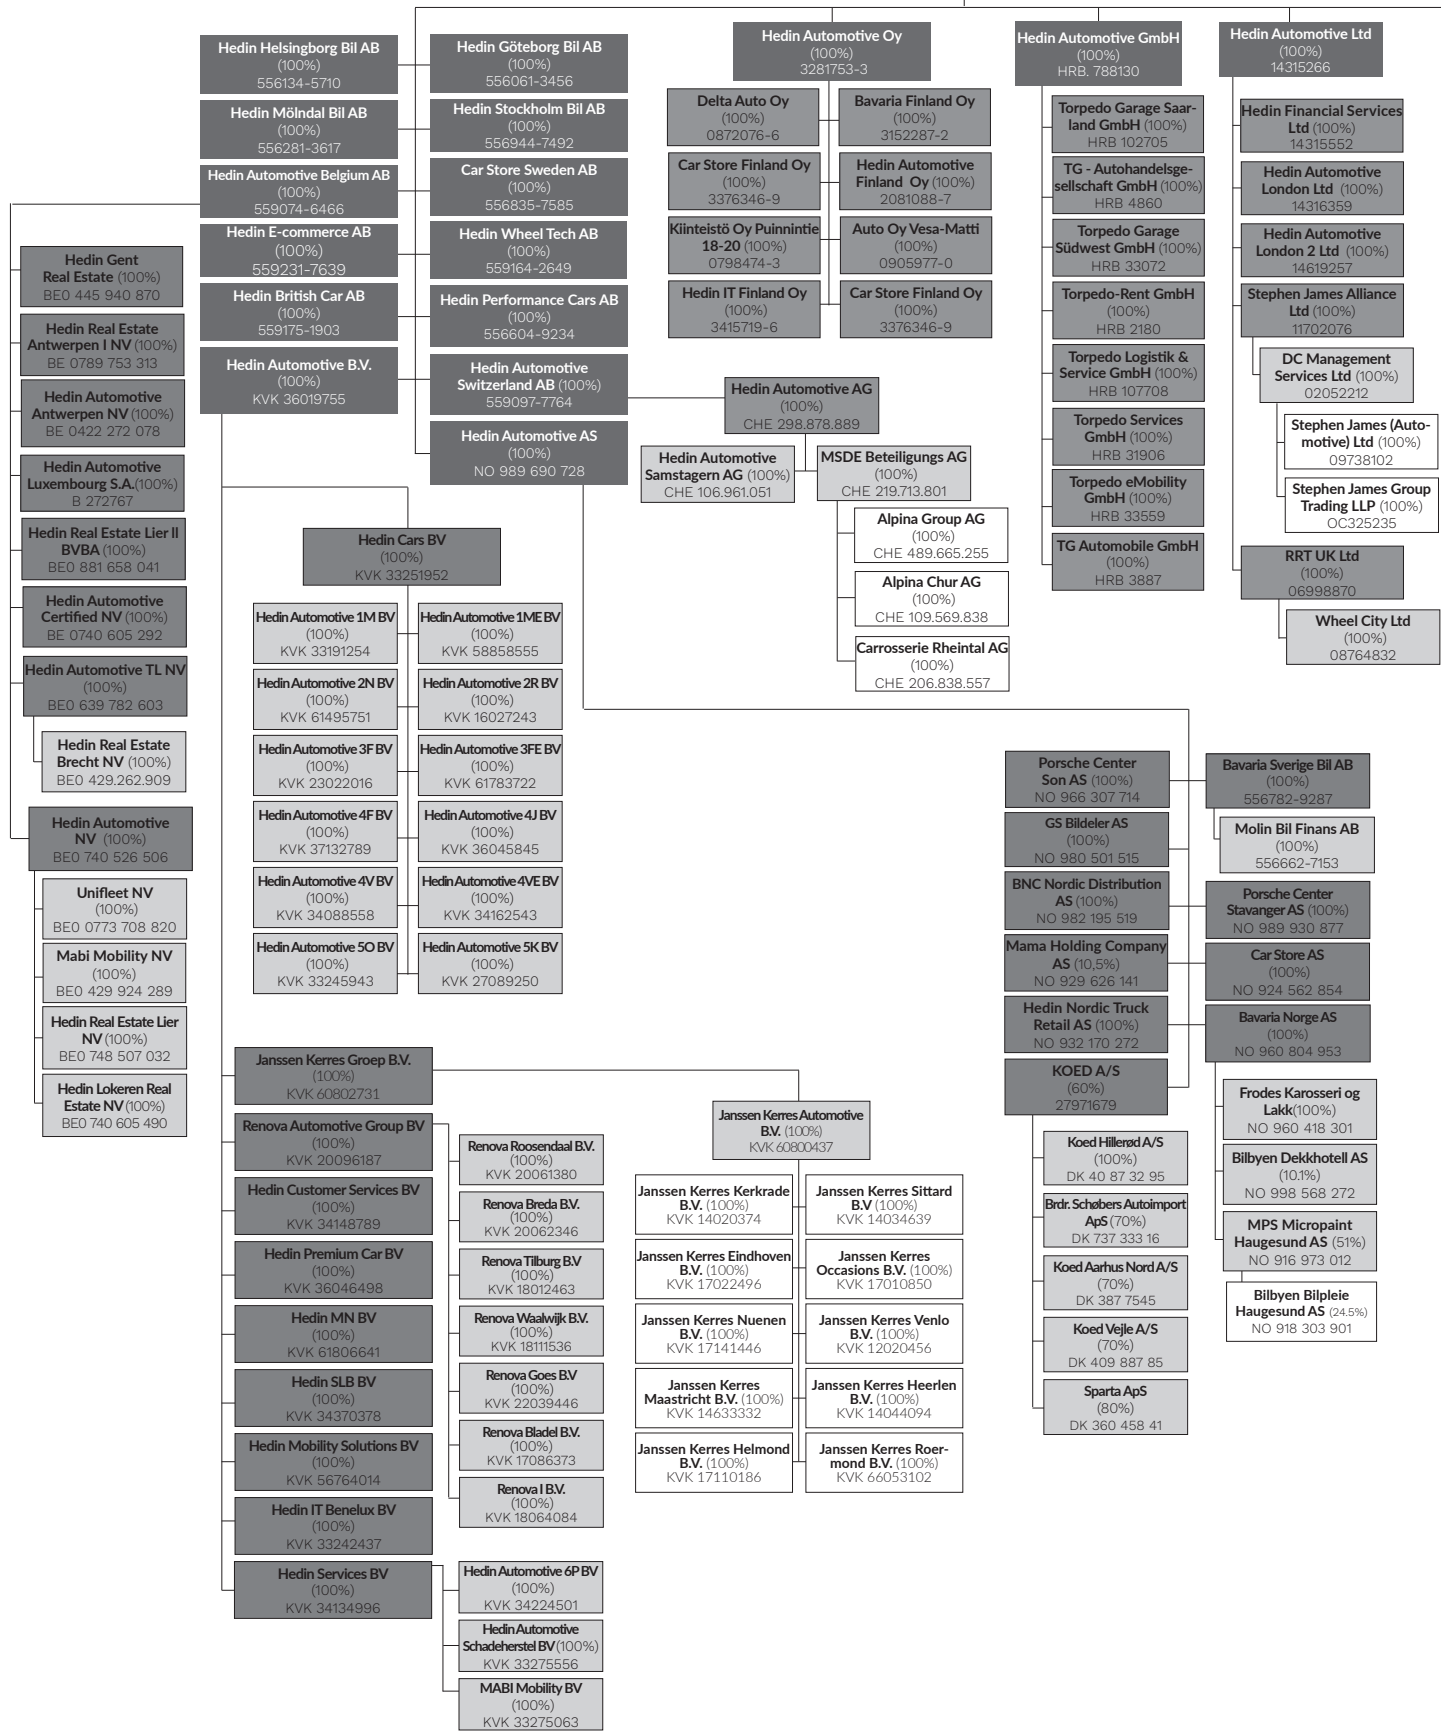 Hedin Helsingborg Bil AB
(100%)
556134-5710
Hedin Mölndal Bil AB
(100%)
556281-3617
Hedin Automotive Belgium AB
(100%)
559074-6466
Hedin E-commerce AB
(100%)
559231-7639
Hedin British Car AB
(100%)
559175-1903
Hedin Automotive B.V.
(100%)
KVK 36019755
Hedin Göteborg Bil AB
(100%)
556061-3456
Hedin Stockholm Bil AB
(100%)
556944-7492
Car Store Sweden AB
(100%)
556835-7585
Hedin Wheel Tech AB
(100%)
559164-2649
Hedin Performance Cars AB
(100%)
556604-9234
Hedin Automotive
Switzerland AB (100%)
559097-7764
Hedin Automotive AS
(100%)
NO 989 690 728
Hedin Automotive Oy
(100%)
3281753-3
Delta Auto Oy
(100%)
0872076-6
Bavaria Finland Oy
(100%)
3152287-2
Car Store Finland Oy
(100%)
3376346-9
Hedin Automotive
Finland Oy (100%)
2081088-7
Kiinteistö Oy Puinnintie
18-20 (100%)
0798474-3
Auto Oy Vesa-Matti
(100%)
0905977-0
Hedin IT Finland Oy
(100%)
3415719-6
Car Store Finland Oy
(100%)
3376346-9
Hedin Automotive GmbH
(100%)
HRB. 788130
Torpedo Garage Saar-
land GmbH (100%)
HRB 102705
TG - Autohandelsge-
sellschaft GmbH (100%)
HRB 4860
Torpedo Garage
Südwest GmbH (100%)
HRB 33072
Torpedo-Rent GmbH
(100%)
HRB 2180
Torpedo Logistik &
Service GmbH (100%)
HRB 107708
Torpedo Services
GmbH (100%)
HRB 31906
Torpedo eMobility
GmbH (100%)
HRB 33559
TG Automobile GmbH
(100%)
HRB 3887
Hedin Automotive Ltd
(100%)
14315266
Hedin Financial Services
Ltd (100%)
14315552
Hedin Automotive
London Ltd (100%)
14316359
Hedin Automotive
London 2 Ltd (100%)
14619257
Stephen James Alliance
Ltd (100%)
11702076
DC Management
Services Ltd (100%)
02052212
Stephen James (Auto-
motive) Ltd (100%)
09738102
Stephen James Group
Trading LLP (100%)
OC325235
RRT UK Ltd
(100%)
06998870
Wheel City Ltd
(100%)
08764832
Hedin Gent
Real Estate (100%)
BE0 445 940 870
Hedin Real Estate
Antwerpen I NV (100%)
BE 0789 753 313
Hedin Automotive
Antwerpen NV (100%)
BE 0422 272 078
Hedin Automotive
Luxembourg S.A.(100%)
B 272767
Hedin Real Estate Lier II
BVBA (100%)
BE0 881 658 041
Hedin Automotive
Certified NV (100%)
BE 0740 605 292
Hedin Automotive TL NV
(100%)
BE0 639 782 603
Hedin Real Estate
Brecht NV (100%)
BE0 429.262.909
Hedin Automotive
NV (100%)
BE0 740 526 506
Unifleet NV
(100%)
BE0 0773 708 820
Mabi Mobility NV
(100%)
BE0 429 924 289
Hedin Real Estate Lier
NV (100%)
BE0 748 507 032
Hedin Lokeren Real
Estate NV (100%)
BE0 740 605 490
Hedin Automotive AG
(100%)
CHE 298.878.889
Hedin Automotive
Samstagern AG (100%)
CHE 106.961.051
MSDE Beteiligungs AG
(100%)
CHE 219.713.801
Alpina Group AG
(100%)
CHE 489.665.255
Alpina Chur AG
(100%)
CHE 109.569.838
Carrosserie Rheintal AG
(100%)
CHE 206.838.557
Hedin Cars BV
(100%)
KVK 33251952
Hedin Automotive 1M BV
(100%)
KVK 33191254
Hedin Automotive 1ME BV
(100%)
KVK 58858555
Hedin Automotive 2N BV
(100%)
KVK 61495751
Hedin Automotive 2R BV
(100%)
KVK 16027243
Hedin Automotive 3F BV
(100%)
KVK 23022016
Hedin Automotive 3FE BV
(100%)
KVK 61783722
Hedin Automotive 4F BV
(100%)
KVK 37132789
Hedin Automotive 4J BV
(100%)
KVK 36045845
Hedin Automotive 4V BV
(100%)
KVK 34088558
Hedin Automotive 4VE BV
(100%)
KVK 34162543
Hedin Automotive 5O BV
(100%)
KVK 33245943
Hedin Automotive 5K BV
(100%)
KVK 27089250
Porsche Center
Son AS (100%)
NO 966 307 714
GS Bildeler AS
(100%)
NO 980 501 515
BNC Nordic Distribution
AS (100%)
NO 982 195 519
Mama Holding Company
AS (10,5%)
NO 929 626 141
Hedin Nordic Truck
Retail AS (100%)
NO 932 170 272
KOED A/S
(60%)
27971679
Koed Hillerød A/S
(100%)
DK 40 87 32 95
Brdr. Schøbers Autoimport
ApS (70%)
DK 737 333 16
Koed Aarhus Nord A/S
(70%)
DK 387 7545
Koed Vejle A/S
(70%)
DK 409 887 85
Sparta ApS
(80%)
DK 360 458 41
Bavaria Sverige Bil AB
(100%)
556782-9287
Molin Bil Finans AB
(100%)
556662-7153
Porsche Center
Stavanger AS (100%)
NO 989 930 877
Car Store AS
(100%)
NO 924 562 854
Bavaria Norge AS
(100%)
NO 960 804 953
Frodes Karosseri og
Lakk(100%)
NO 960 418 301
Bilbyen Dekkhotell AS
(10.1%)
NO 998 568 272
MPS Micropaint
Haugesund AS (51%)
NO 916 973 012
Bilbyen Bilpleie
Haugesund AS (24.5%)
NO 918 303 901
Janssen Kerres Groep B.V.
(100%)
KVK 60802731
Renova Automotive Group BV
(100%)
KVK 20096187
Hedin Customer Services BV
(100%)
KVK 34148789
Hedin Premium Car BV
(100%)
KVK 36046498
Hedin MN BV
(100%)
KVK 61806641
Hedin SLB BV
(100%)
KVK 34370378
Hedin Mobility Solutions BV
(100%)
KVK 56764014
Hedin IT Benelux BV
(100%)
KVK 33242437
Hedin Services BV
(100%)
KVK 34134996
Renova Roosendaal B.V.
(100%)
KVK 20061380
Renova Breda B.V.
(100%)
KVK 20062346
Renova Tilburg B.V
(100%)
KVK 18012463
Renova Waalwijk B.V.
(100%)
KVK 18111536
Renova Goes B.V
(100%)
KVK 22039446
Renova Bladel B.V.
(100%)
KVK 17086373
Renova I B.V.
(100%)
KVK 18064084
Hedin Automotive 6P BV
(100%)
KVK 34224501
Hedin Automotive
Schadeherstel BV (100%)
KVK 33275556
MABI Mobility BV
(100%)
KVK 33275063
Janssen Kerres Automotive
B.V. (100%)
KVK 60800437
Janssen Kerres Kerkrade
B.V. (100%)
KVK 14020374
Janssen Kerres Sittard
B.V (100%)
KVK 14034639
Janssen Kerres Eindhoven
B.V. (100%)
KVK 17022496
Janssen Kerres
Occasions B.V. (100%)
KVK 17010850
Janssen Kerres Nuenen
B.V. (100%)
KVK 17141446
Janssen Kerres Venlo
B.V. (100%)
KVK 12020456
Janssen Kerres
Maastricht B.V. (100%)
KVK 14633332
Janssen Kerres Heerlen
B.V. (100%)
KVK 14044094
Janssen Kerres Helmond
B.V. (100%)
KVK 17110186
Janssen Kerres Roer-
mond B.V. (100%)
KVK 66053102